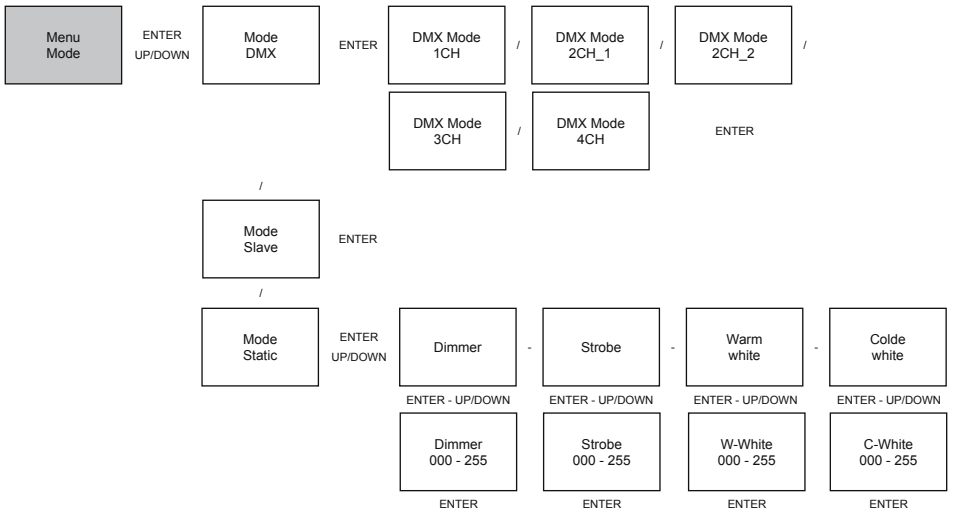 Menu
Mode
ENTER
UP/DOWN
Mode
DMX
ENTER
DMX Mode
1CH
/
DMX Mode
2CH_1
/
DMX Mode
2CH_2
/
DMX Mode
3CH
/
DMX Mode
4CH
ENTER
/
Mode
Slave
ENTER
/
Mode
Static
ENTER
UP/DOWN
Dimmer
-
Strobe
-
Warm
white
-
Colde
white
ENTER - UP/DOWN
ENTER - UP/DOWN
ENTER - UP/DOWN
ENTER - UP/DOWN
Dimmer
000 - 255
Strobe
000 - 255
W-White
000 - 255
C-White
000 - 255
ENTER
ENTER
ENTER
ENTER